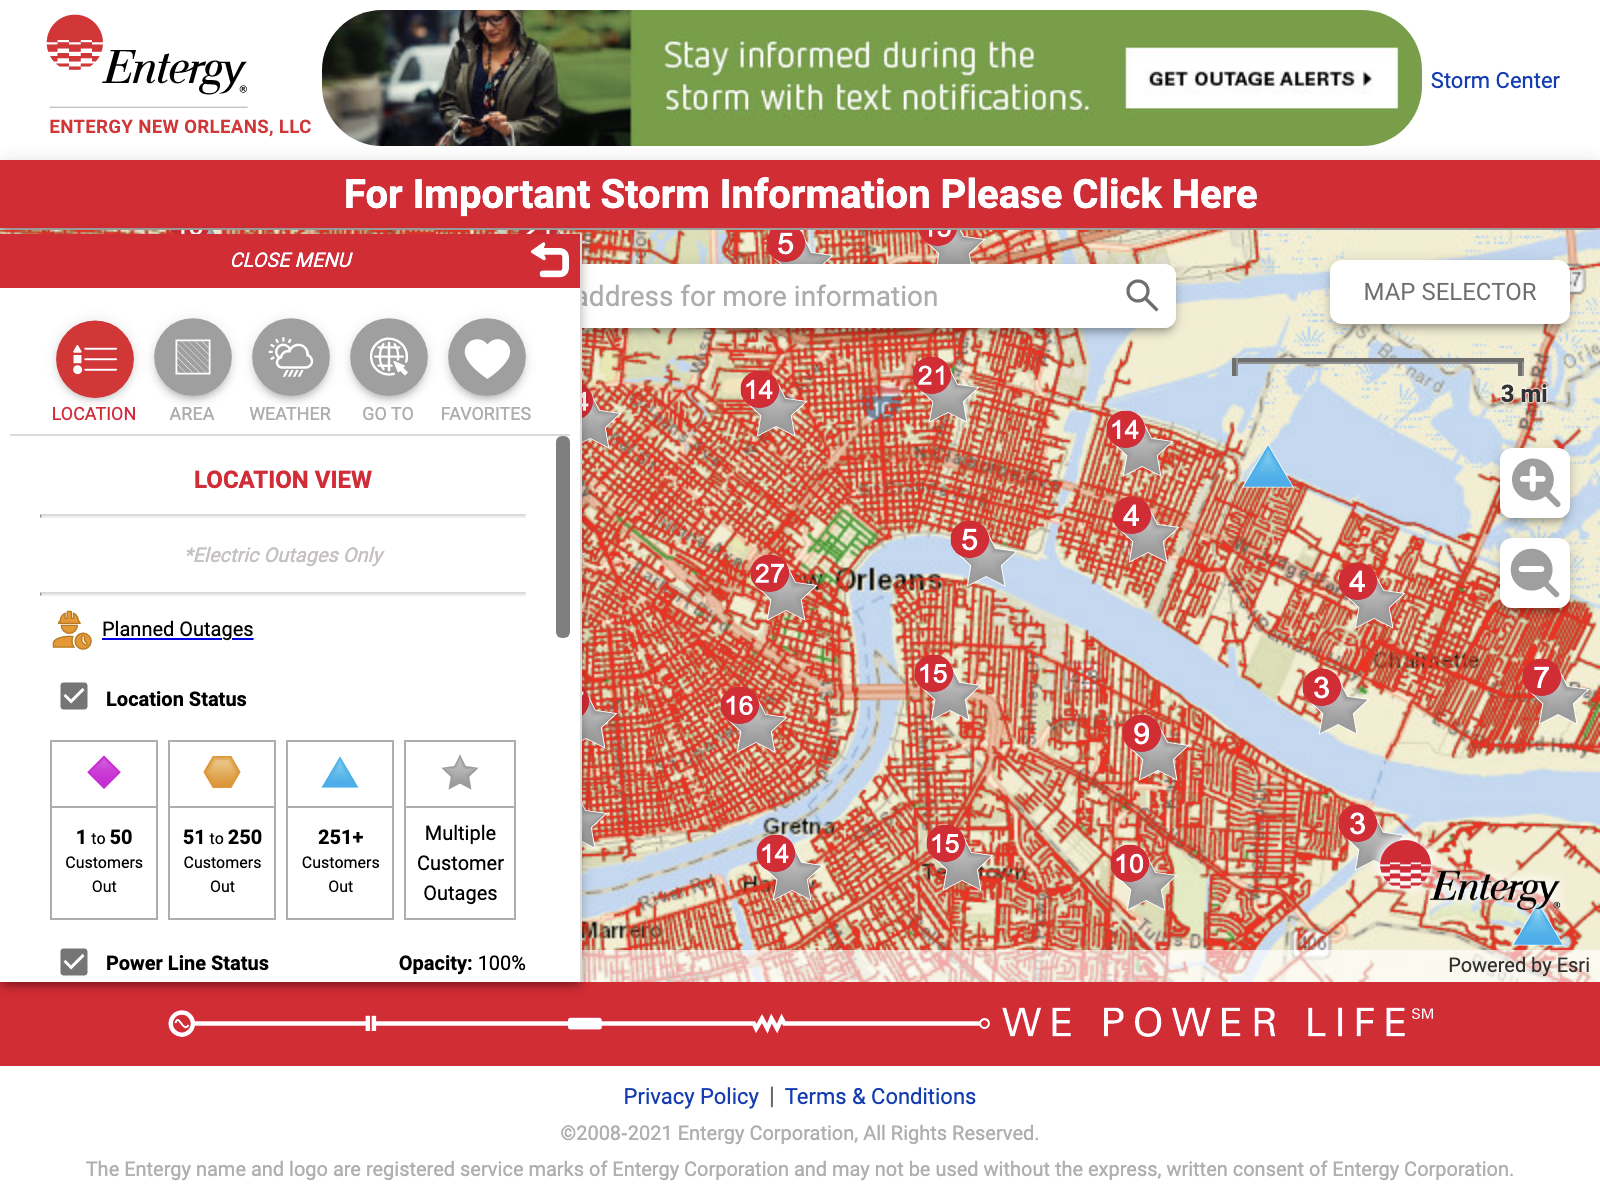 Entergy®
ENTERGY NEW ORLEANS, LLC
Stay informed during the
storm with text notifications.
GET OUTAGE ALERTS
Storm Center
For Important Storm Information Please Click Here
CLOSE MENU
LOCATION
AREA
WEATHER
GO TO
FAVORITES
LOCATION VIEW
*Electric Outages Only
Planned Outages
Location Status
1 to 50
Customers
Out
51 to 250
Customers
Out
251+
Customers
Out
Multiple
Customer
Outages
Power Line Status
Opacity: 100%
address for more information
MAP SELECTOR
3 mi
5
14
21
14
4
5
27
Orleans
4
Chalmette
15
16
3
7
9
Gretna
14
15
10
3
St Bernard
Marrero
Entergy®
Powered by Esri
WE POWER LIFE℠
Privacy Policy | Terms & Conditions
©2008-2021 Entergy Corporation, All Rights Reserved.
The Entergy name and logo are registered service marks of Entergy Corporation and may not be used without the express, written consent of Entergy Corporation.